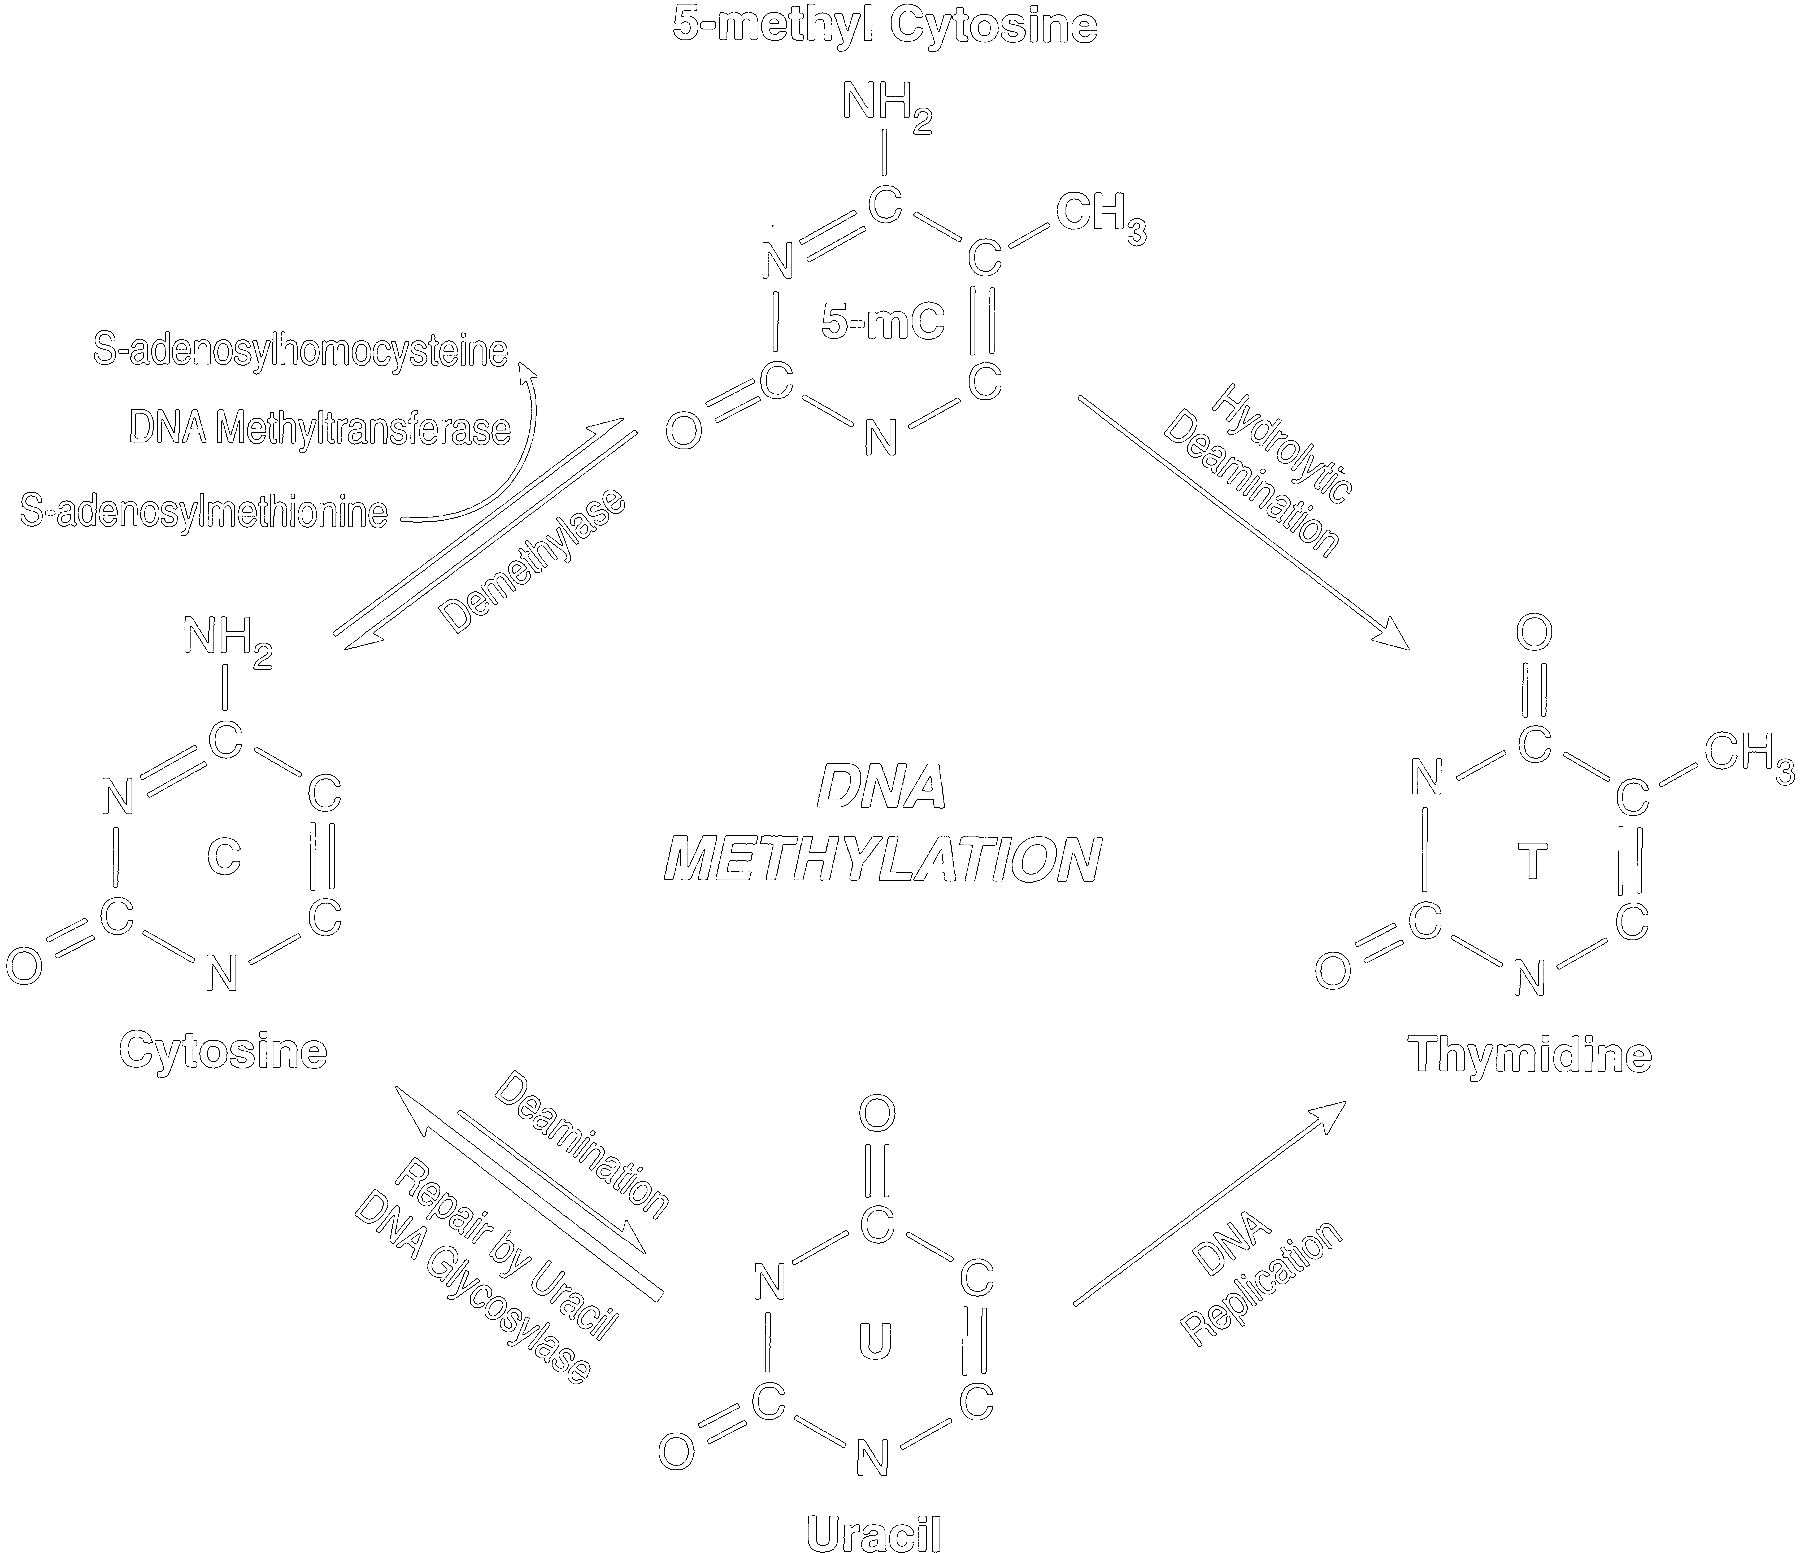 5-methyl Cytosine
NH2
C
CH3
N
C
5-mC
C
C
O
N
S-adenosylhomocysteine
DNA Methyltransferase
S-adenosylmethionine
Demethylase
Hydrolytic
Deamination
NH2
C
N
C
C
C
C
O
N
Cytosine
DNA
METHYLATION
O
C
CH3
N
C
T
C
C
O
N
Thymidine
Deamination
Repair by Uracil
DNA Glycosylase
O
C
N
C
U
C
C
O
N
Uracil
DNA
Replication